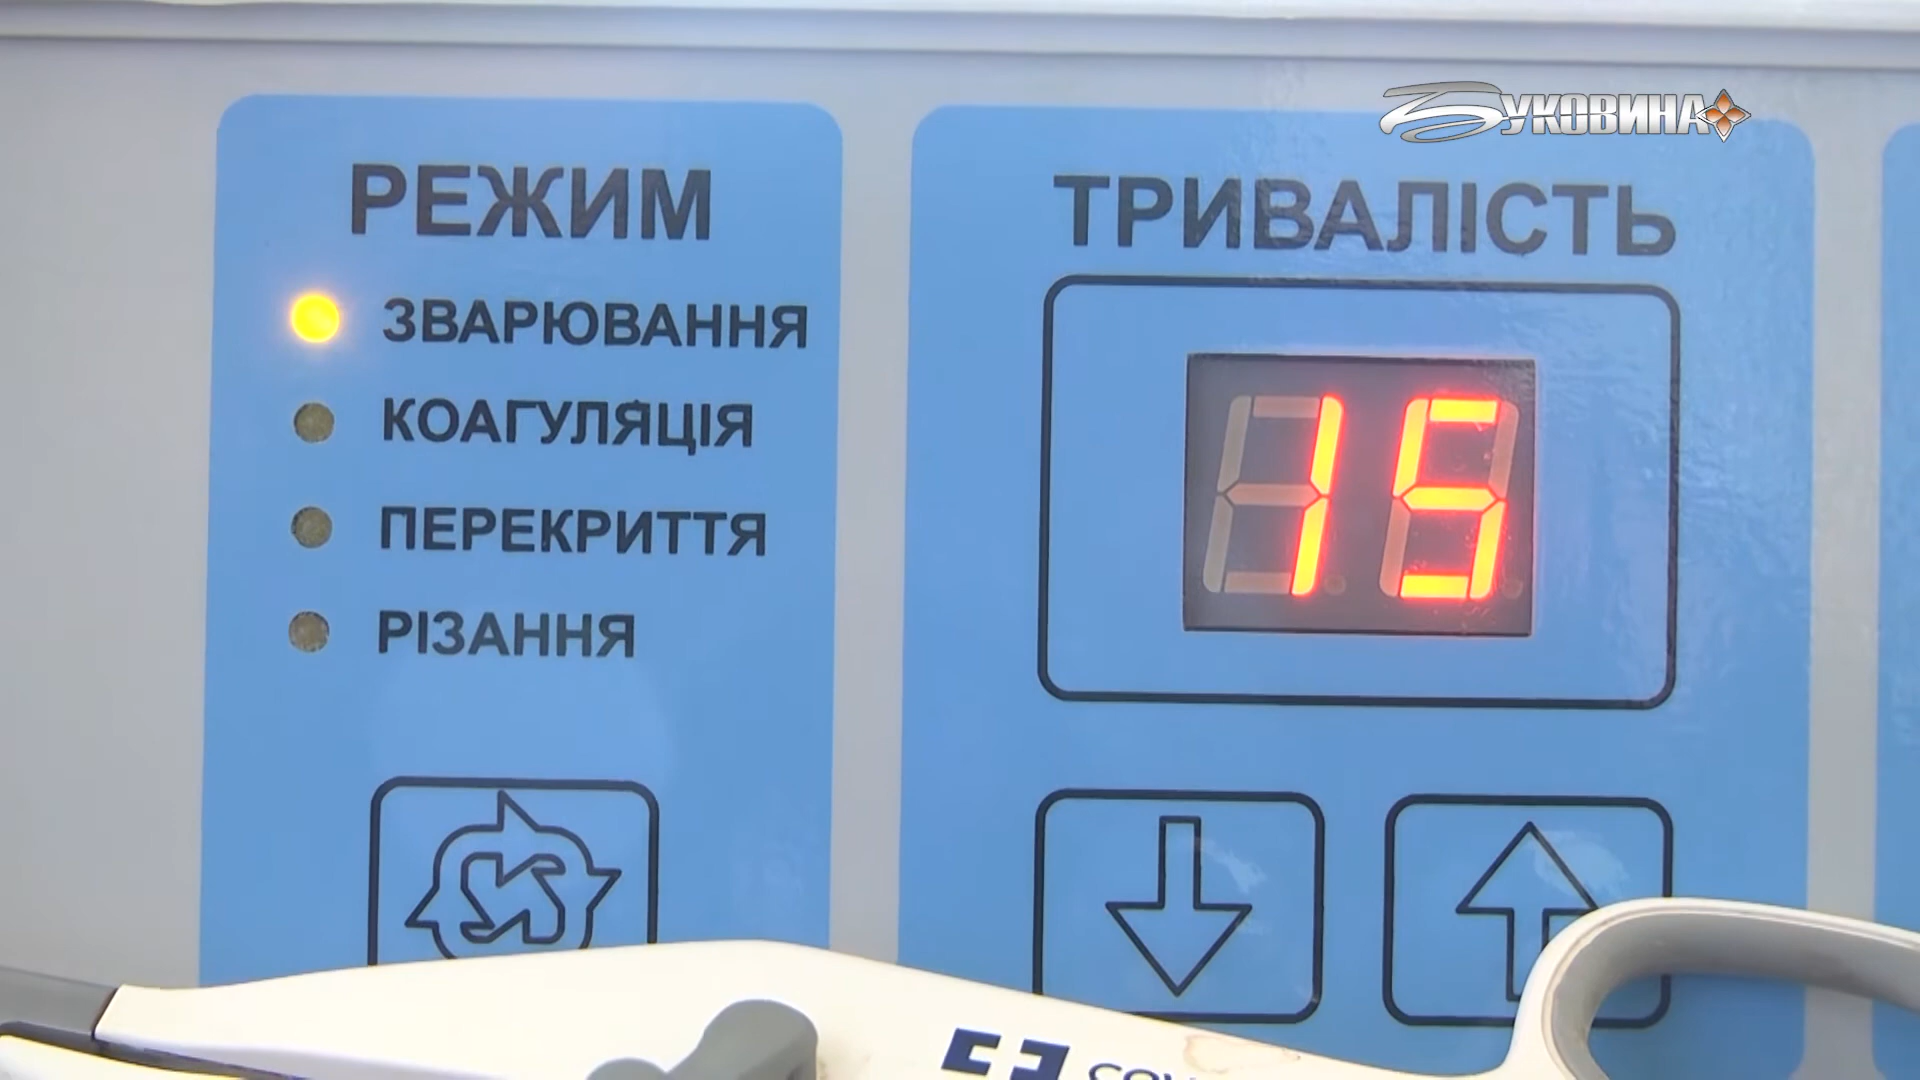 БУКОВИНА
РЕЖИМ
ЗВАРЮВАННЯ
КОАГУЛЯЦІЯ
ПЕРЕКРИТТЯ
РІЗАННЯ
ТРИВАЛІСТЬ
15